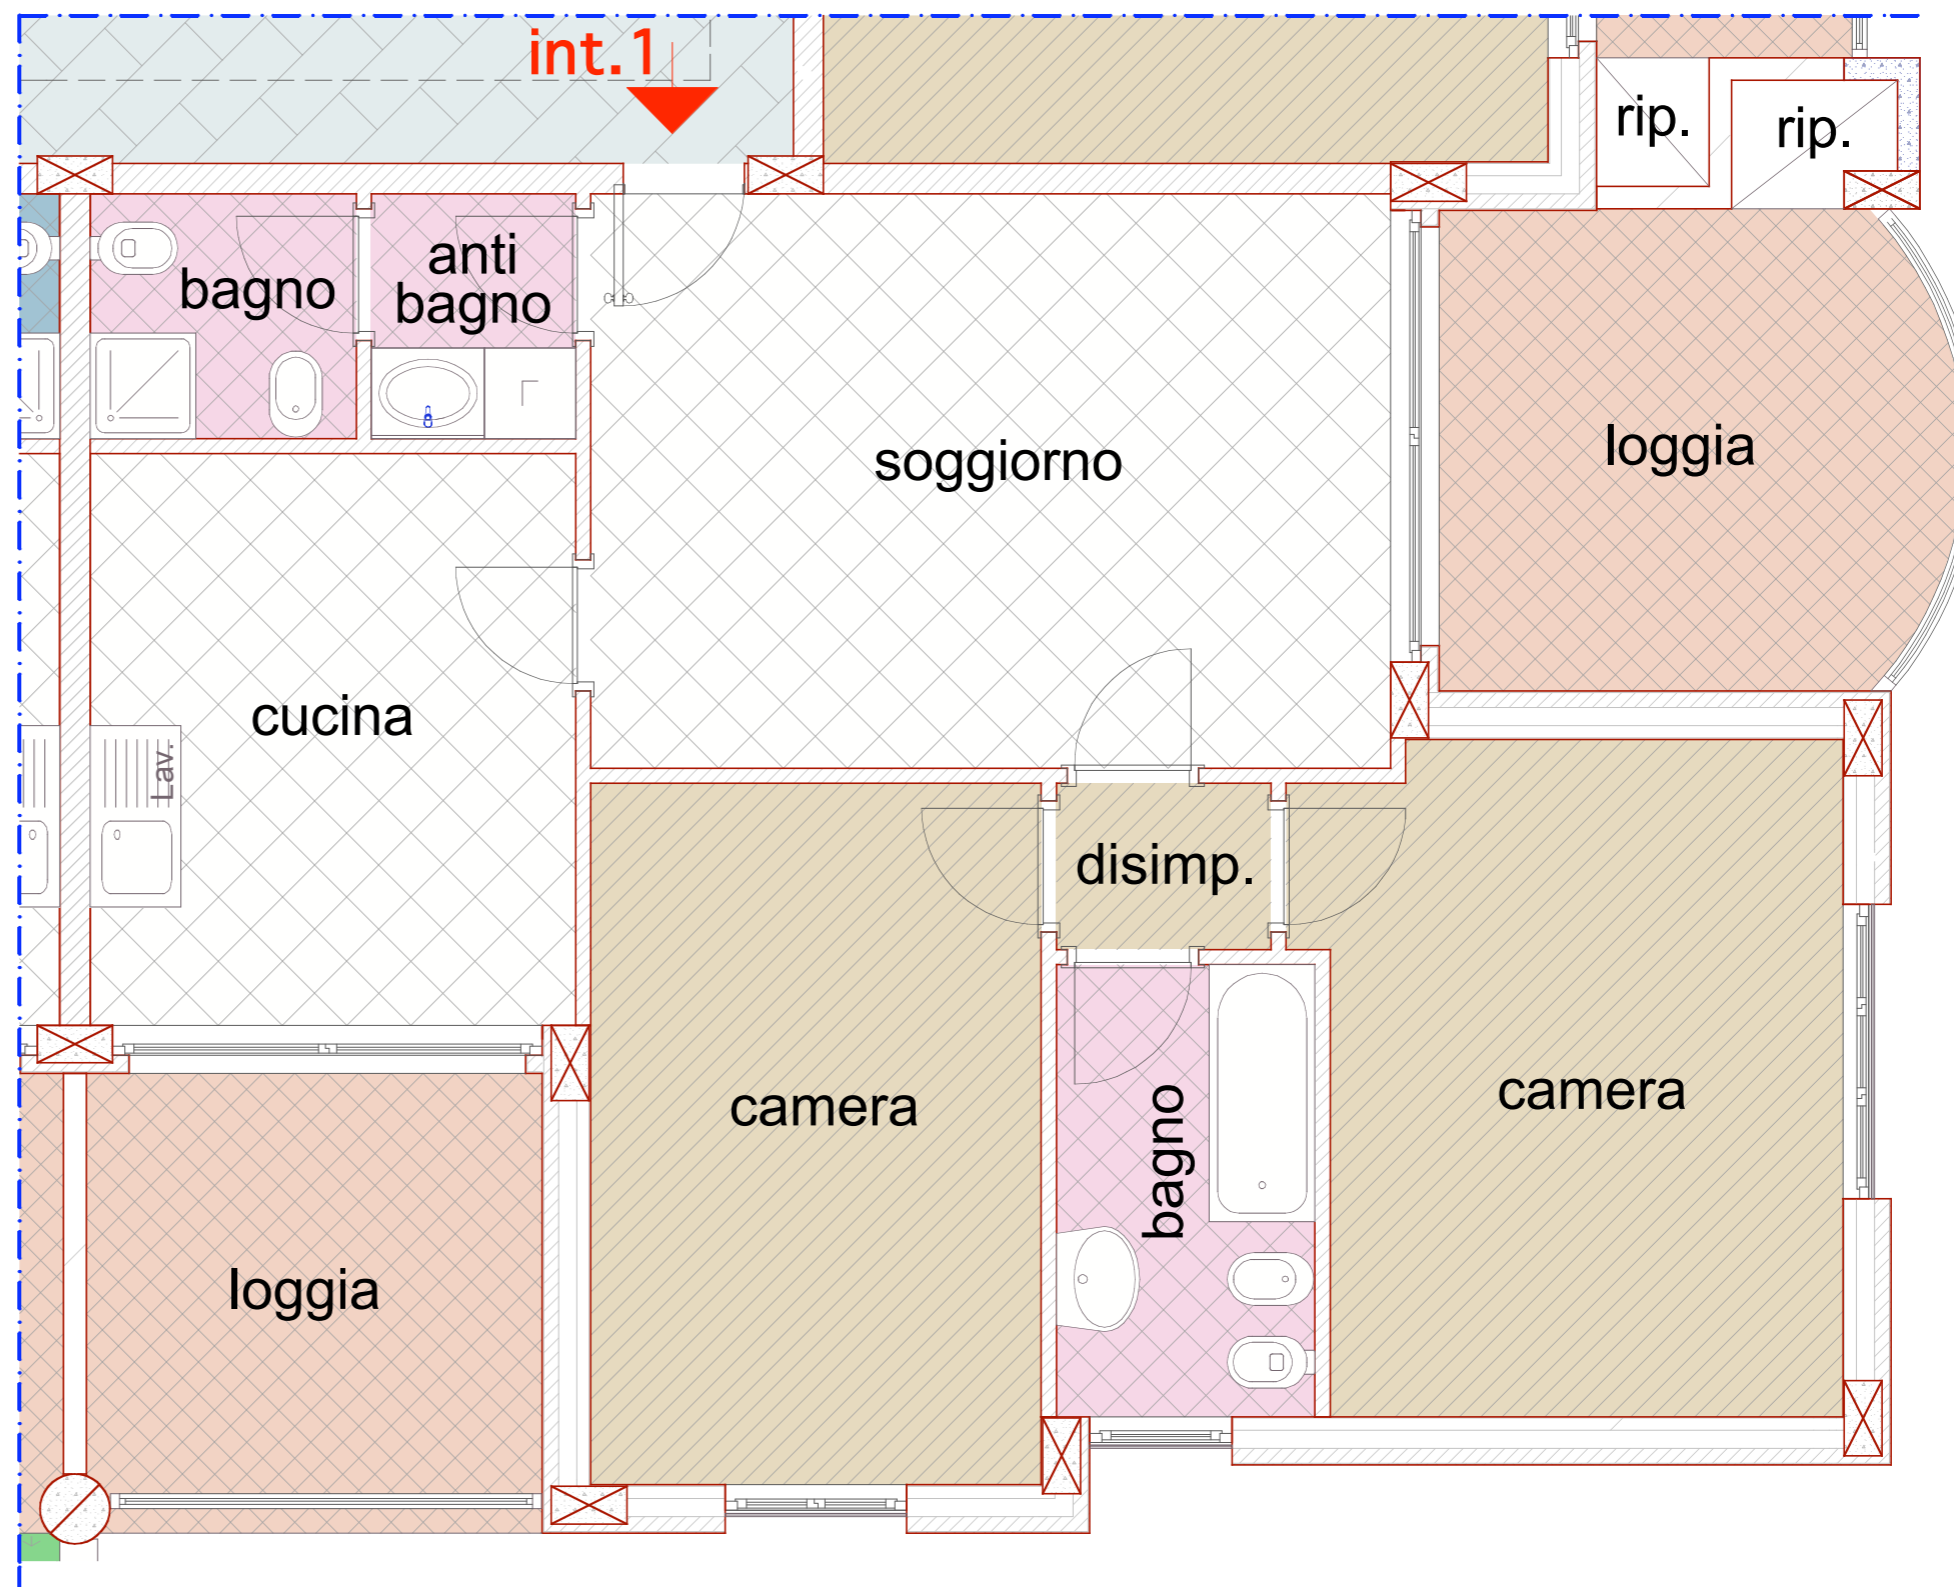 int.1
rip.
rip.
bagno
anti
bagno
soggiorno
loggia
cucina
Lav.
disimp.
camera
bagno
camera
loggia